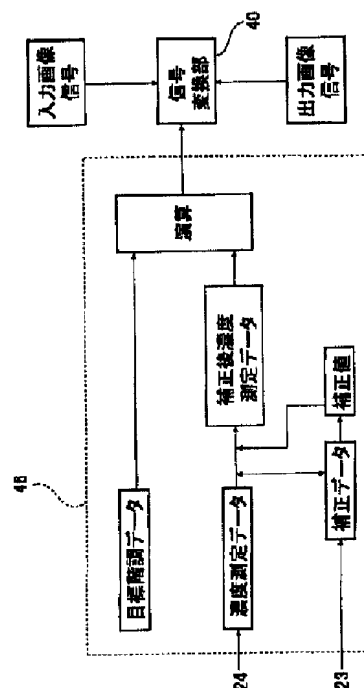 入力画像
信号
信号
変換部
40
出力画像
信号
演算
補正後濃度
測定データ
補正値
46
目標階調データ
濃度測定データ
補正データ
24
23